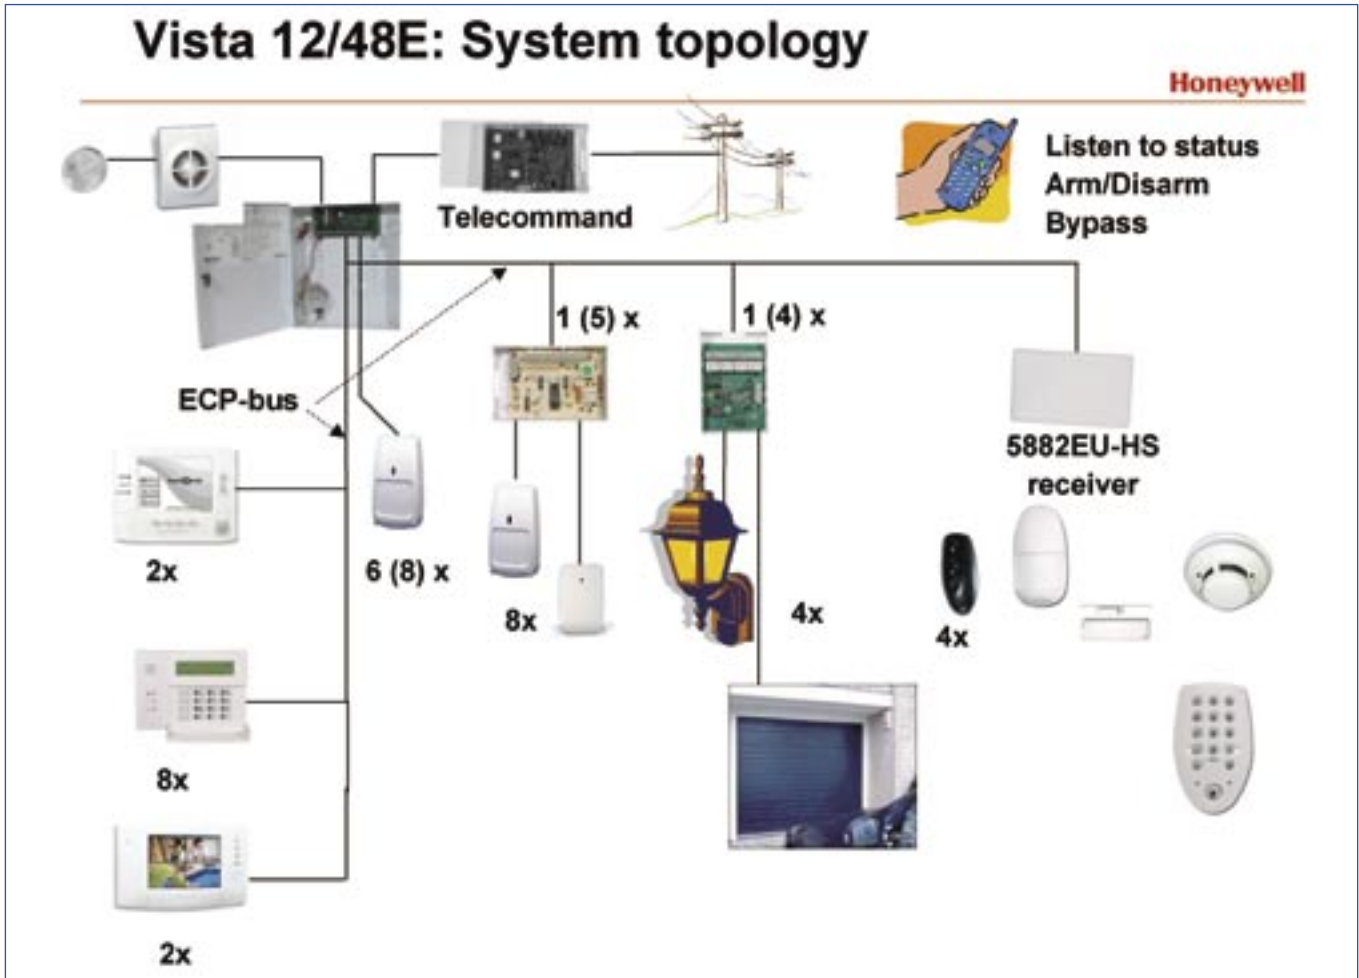 Vista 12/48E: System topology
Honeywell
Telecommand
Listen to status
Arm/Disarm
Bypass
1 (5) x
1 (4) x
ECP-bus
5882EU-HS
receiver
2x
6 (8) x
8x
4x
4x
8x
2x